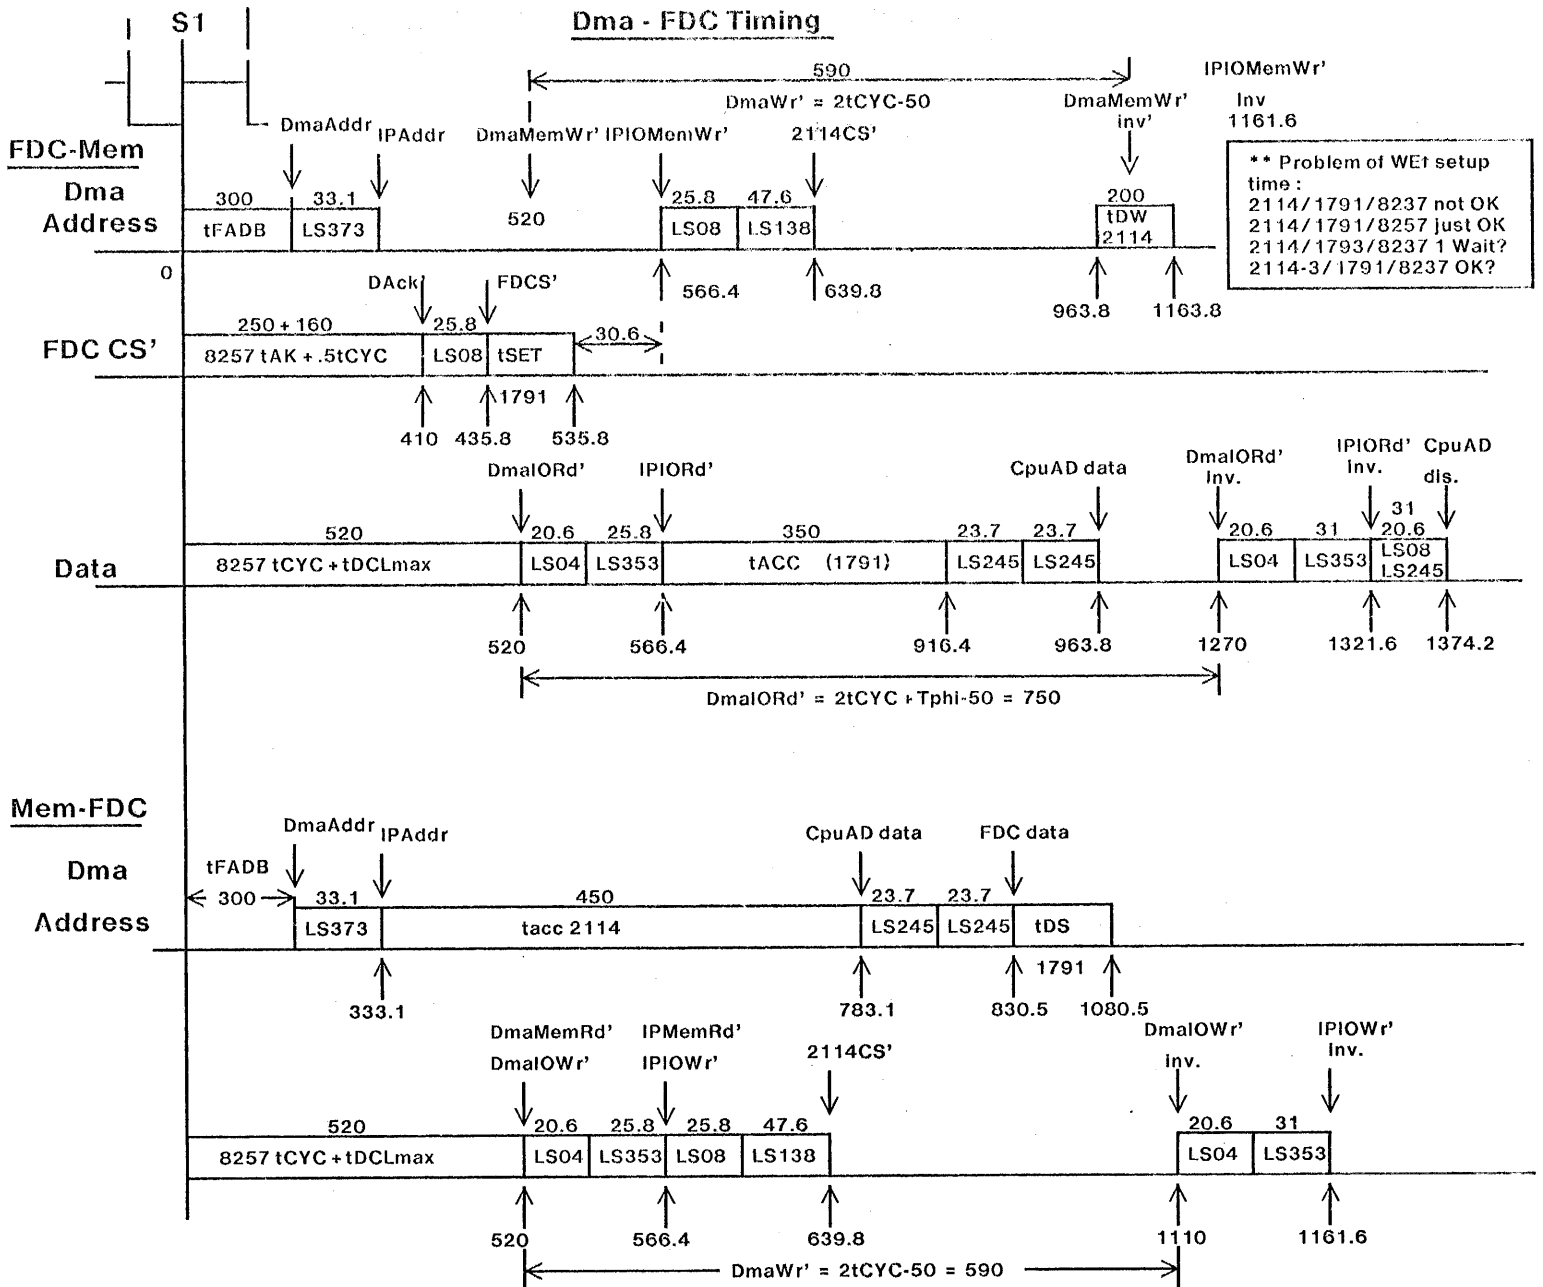 S1
Dma - FDC Timing
590
IPIOMemWr'
DmaWr' = 2tCYC-50
DmaMemWr'
inv'
Inv
1161.6
DmaAddr
IPAddr
DmaMemWr'
IPIOMemWr'
2114CS'
FDC-Mem
Dma
Address
300
33.1
520
25.8
47.6
200
tFADB
LS373
LS08
LS138
tDW
2114
** Problem of WEt setup
time :
2114/1791/8237 not OK
2114/1791/8257 just OK
2114/1793/8237 1 Wait?
2114-3/1791/8237 OK?
0
566.4
639.8
963.8
1163.8
DAck'
FDCS'
FDC CS'
250 + 160
25.8
30.6
8257 tAK + .5tCYC
LS08
tSET
1791
410
435.8
535.8
DmaIORd'
IPIORd'
CpuAD data
DmaIORd'
Inv.
IPIORd'
Inv.
CpuAD
dis.
Data
520
20.6
25.8
350
23.7
23.7
20.6
31
31
20.6
8257 tCYC + tDCLmax
LS04
LS353
tACC (1791)
LS245
LS245
LS04
LS353
LS08
LS245
520
566.4
916.4
963.8
1270
1321.6
1374.2
DmaIORd' = 2tCYC + Tphi-50 = 750
Mem-FDC
DmaAddr
IPAddr
CpuAD data
FDC data
Dma
Address
tFADB
300
33.1
450
23.7
23.7
LS373
tacc 2114
LS245
LS245
tDS
1791
333.1
783.1
830.5
1080.5
DmaMemRd'
DmaIOWr'
IPMemRd'
IPIOWr'
2114CS'
DmaIOWr'
inv.
IPIOWr'
Inv.
520
20.6
25.8
25.8
47.6
20.6
31
8257 tCYC + tDCLmax
LS04
LS353
LS08
LS138
LS04
LS353
520
566.4
639.8
1110
1161.6
DmaWr' = 2tCYC-50 = 590